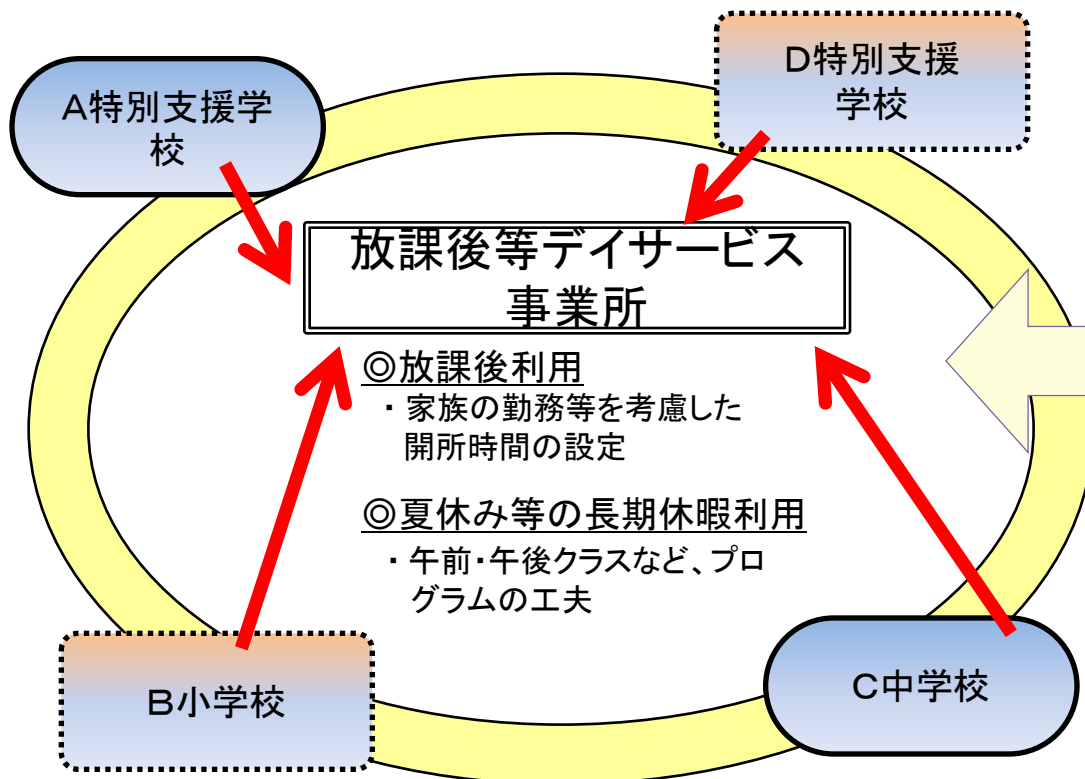 A特別支援学
校
D特別支援
学校
放課後等デイサービス
事業所
◎放課後利用
・家族の勤務等を考慮した
開所時間の設定
◎夏休み等の長期休暇利用
・午前・午後クラスなど、プロ
グラムの工夫
B小学校
C中学校